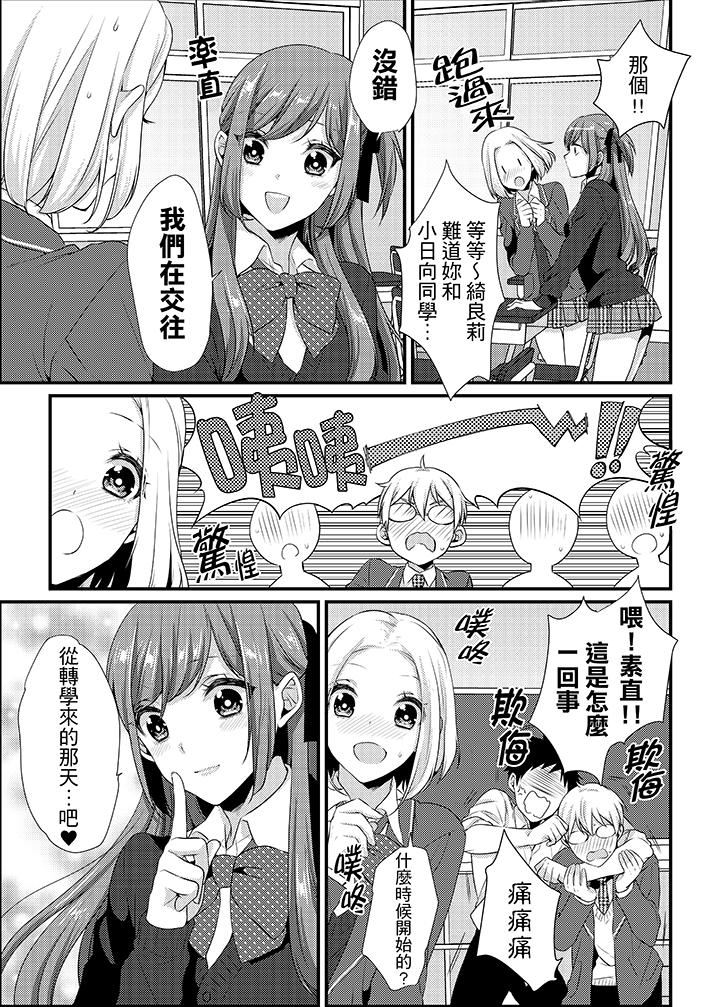 那個!!
跑過來
等等～綺良莉
難道妳和
小日向同學…
沒錯
率直
我們在交往
驚惶
!!
咦咦
驚惶
喂！素直!!
這是怎麼
一回事
欺侮
欺侮
痛痛痛
噗咚
什麼時候開始的？
噗咚
從轉學來的那天…吧♥